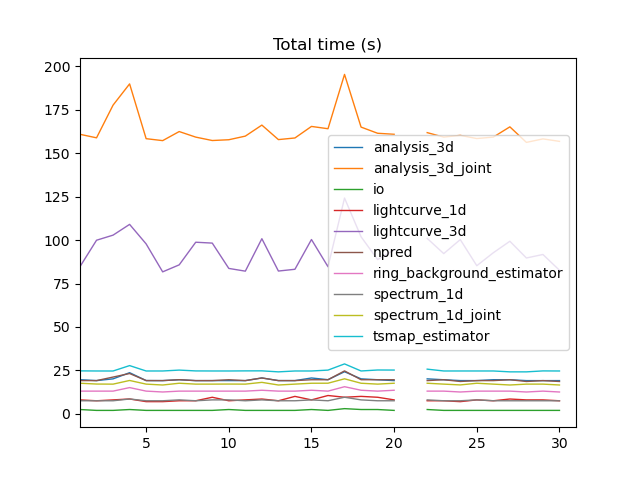 Total time (s)
200
175
150
125
100
75
50
25
0
analysis_3d
analysis_3d_joint
io
lightcurve_1d
lightcurve_3d
npred
ring_background_estimator
spectrum_1d
spectrum_1d_joint
tsmap_estimator
5 10 15 20 25 30